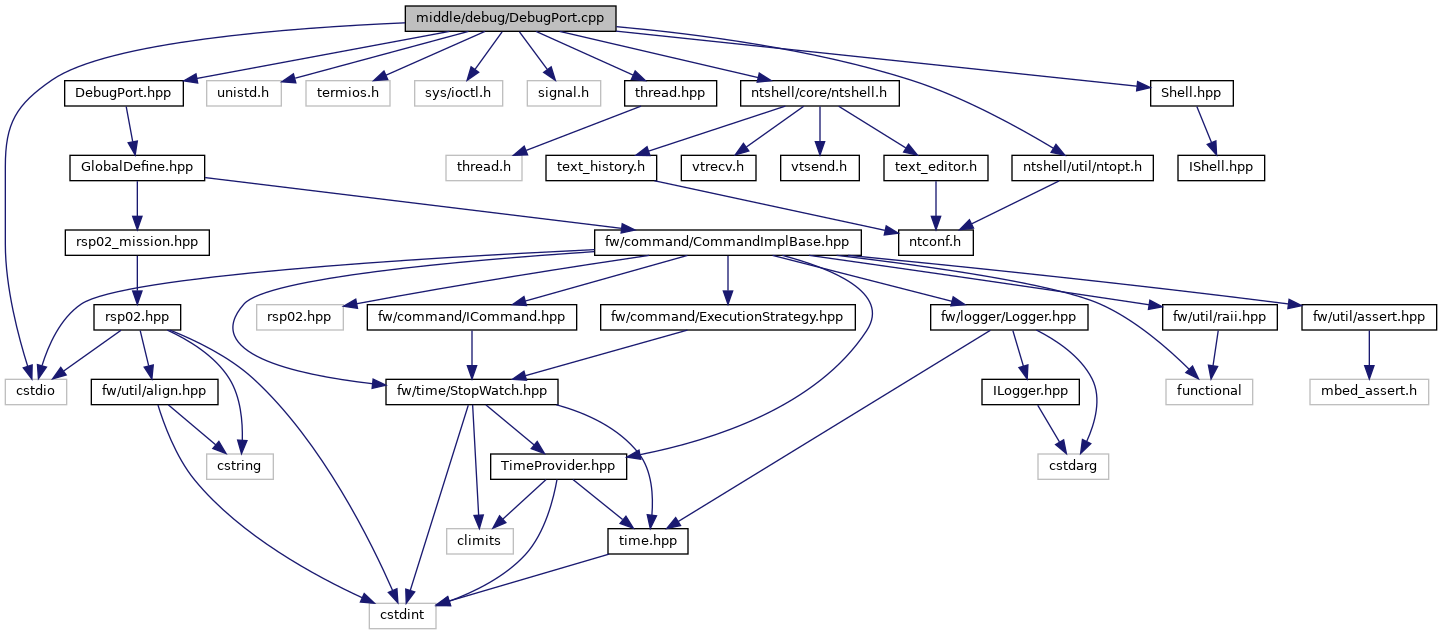 middle/debug/DebugPort.cpp
DebugPort.hpp
unistd.h
termios.h
sys/ioctl.h
signal.h
thread.hpp
ntshell/core/ntshell.h
Shell.hpp
GlobalDefine.hpp
thread.h
text_history.h
vtrecv.h
vtsend.h
text_editor.h
ntshell/util/ntopt.h
IShell.hpp
rsp02_mission.hpp
fw/command/CommandImplBase.hpp
ntconf.h
rsp02.hpp
rsp02.hpp
fw/command/ICommand.hpp
fw/command/ExecutionStrategy.hpp
fw/logger/Logger.hpp
fw/util/raii.hpp
fw/util/assert.hpp
cstdio
fw/util/align.hpp
fw/time/StopWatch.hpp
ILogger.hpp
functional
mbed_assert.h
cstring
TimeProvider.hpp
cstdarg
climits
time.hpp
cstdint